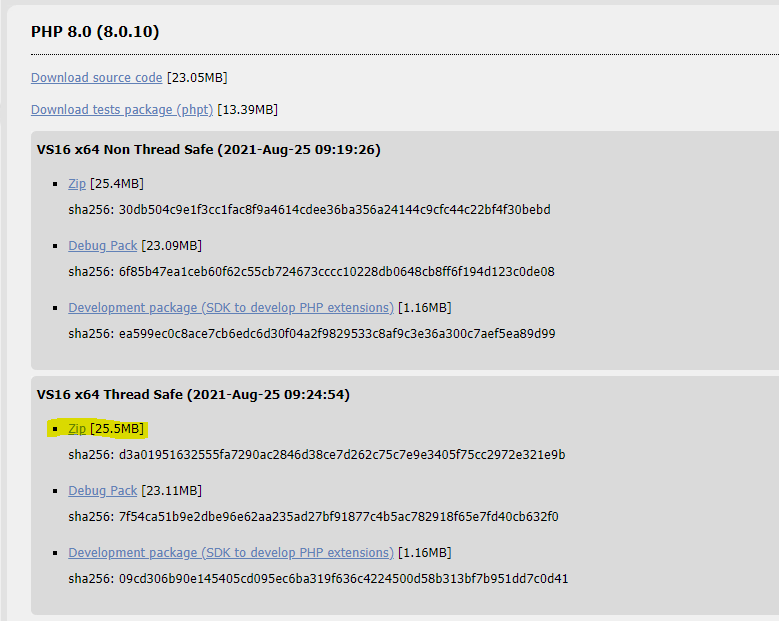 PHP 8.0 (8.0.10)
Download source code [23.05MB]
Download tests package (phpt) [13.39MB]
VS16 x64 Non Thread Safe (2021-Aug-25 09:19:26)
Zip [25.4MB]
sha256: 30db504c9e1f3cc1fac8f9a4614cdee36ba356a24144c9cfc44c22bf4f30bebd
Debug Pack [23.09MB]
sha256: 6f85b47ea1ceb60f62c55cb724673cccc10228db0648cb8ff6f194d123c0de08
Development package (SDK to develop PHP extensions) [1.16MB]
sha256: ea599ec0c8ace7cb6edc6d30f04a2f9829533c8af9c3e36a300c7aef5ea89d99
VS16 x64 Thread Safe (2021-Aug-25 09:24:54)
Zip [25.5MB]
sha256: d3a01951632555fa7290ac2846d38ce7d262c75c7e9e3405f75cc2972e321e9b
Debug Pack [23.11MB]
sha256: 7f54ca51b9e2dbe96e62aa235ad27bf91877c4b5ac782918f65e7fd40cb632f0
Development package (SDK to develop PHP extensions) [1.16MB]
sha256: 09cd306b90e145405cd095ec6ba319f636c4224500d58b313bf7b951dd7c0d41